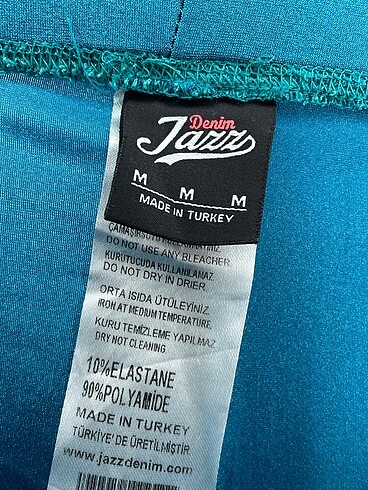 Denim
Jazz
M M M
MADE IN TURKEY
DO NOT USE ANY BLEACHER.
KURUTUCUDA KULLANILAMAZ.
DO NOT DRY IN DRIER.
ORTA ISIDA ÜTÜLEYİNİZ.
IRON AT MEDIUM TEMPERATURE.
KURU TEMİZLEME YAPILMAZ
DRY NOT CLEANING.
10%ELASTANE
90%POLYAMIDE
MADE IN TURKEY
TÜRKİYE'DE ÜRETİLMİŞTİR
www.jazzdenim.com